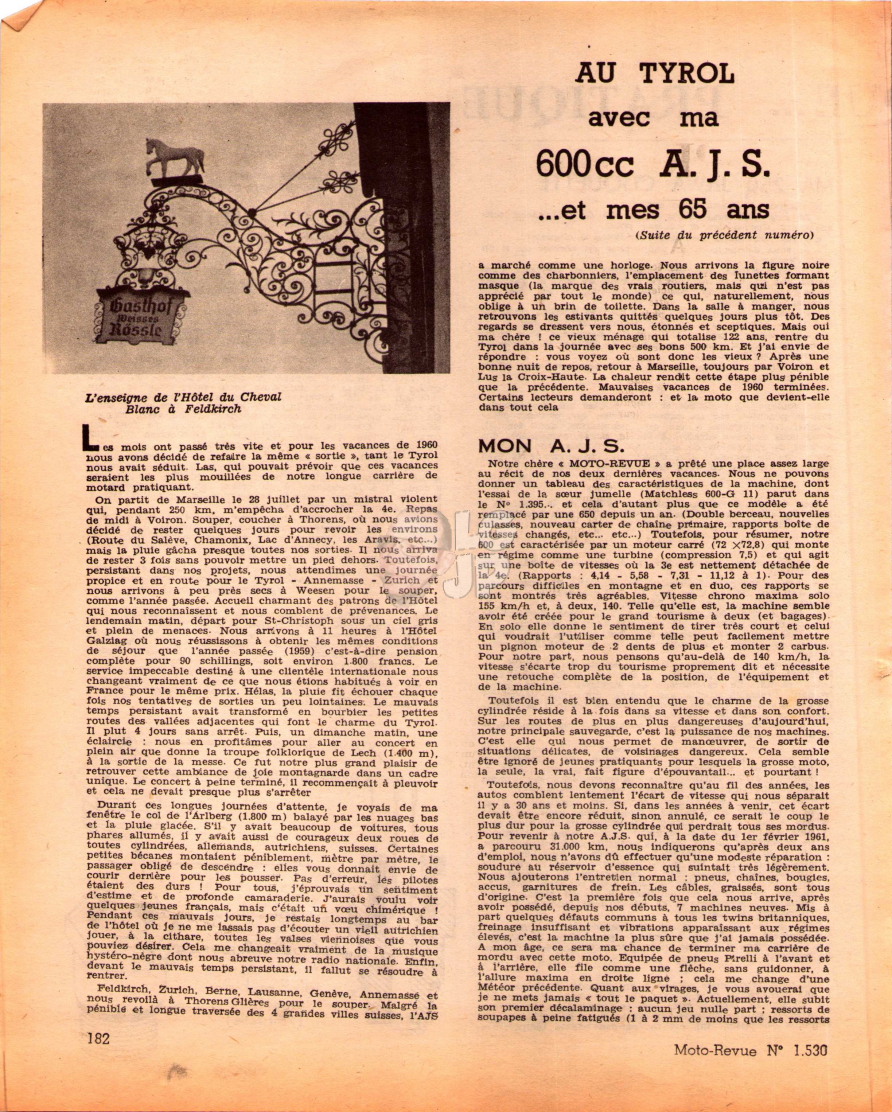 AU TYROL
avec ma
600cc A. J. S.
...et mes 65 ans
(Suite du précédent numéro)
Gasthof
Weisses
Rössle
L'enseigne de l'Hôtel du Cheval
Blanc à Feldkirch
Les mois ont passé très vite et pour les vacances de 1960
nous avons décidé de refaire la même « sortie », tant le Tyrol
nous avait séduit. Las, qui pouvait prévoir que ces vacances
seraient les plus mouillées de notre longue carrière de
motard pratiquant.
On partit de Marseille le 28 juillet par un mistral violent
qui, pendant 250 km, m'empêcha d'accrocher la 4e. Repas
de midi à Voiron. Souper, coucher à Thorens, où nous avions
décidé de rester quelques jours pour revoir les environs
(Route du Salève, Chamonix, Lac d'Annecy, les Aravis, etc...)
mais la pluie gâcha presque toutes nos sorties. Il nous arriva
de rester 3 fois sans pouvoir mettre un pied dehors. Toutefois,
persistant dans nos projets, nous attendîmes une journée
propice et en route pour le Tyrol - Annemasse - Zurich et
nous arrivons à peu près secs à Weesen pour le souper,
comme l'année passée. Accueil charmant des patrons de l'Hôtel
qui nous reconnaissent et nous comblent de prévenances. Le
lendemain matin, départ pour St-Christoph sous un ciel gris
et plein de menaces. Nous arrivons à 11 heures à l'Hôtel
Galziag où nous réussissons à obtenir les mêmes conditions
de séjour que l'année passée (1959) c'est-à-dire pension
complète pour 90 schillings, soit environ 1.800 francs. Le
service impeccable destiné à une clientèle internationale nous
changeant vraiment de ce que nous étions habitués à voir en
France pour le même prix. Hélas, la pluie fit échouer chaque
fois nos tentatives de sorties un peu lointaines. Le mauvais
temps persistant avait transformé en bourbier les petites
routes des vallées adjacentes qui font le charme du Tyrol.
Il plut 4 jours sans arrêt. Puis, un dimanche matin, une
éclaircie : nous en profitâmes pour aller au concert en
plein air que donna la troupe folklorique de Lech (1.400 m),
à la sortie de la messe. Ce fut notre plus grand plaisir de
retrouver cette ambiance de joie montagnarde dans un cadre
unique. Le concert à peine terminé, il recommençait à pleuvoir
et cela ne devait presque plus s'arrêter
Durant ces longues journées d'attente, je voyais de ma
fenêtre le col de l'Arlberg (1.800 m) balayé par les nuages bas
et la pluie glacée. S'il y avait beaucoup de voitures, tous
phares allumés, il y avait aussi de courageux deux roues de
toutes cylindrées, allemands, autrichiens, suisses. Certaines
petites bécanes montaient péniblement, mètre par mètre, le
passager obligé de descendre : elles vous donnait envie de
courir derrière pour les pousser. Pas d'erreur, les pilotes
étaient des durs ! Pour tous, j'éprouvais un sentiment
d'estime et de profonde camaraderie. J'aurais voulu voir
quelques jeunes français, mais c'était un vœu chimérique !
Pendant ces mauvais jours, je restais longtemps au bar
de l'hôtel où je ne me lassais pas d'écouter un vieil autrichien
jouer, à la cithare, toutes les valses viennoises que vous
pouviez désirer. Cela me changeait vraiment de la musique
hystéro-nègre dont nous abreuve notre radio nationale. Enfin,
devant le mauvais temps persistant, il fallut se résoudre à
rentrer.
Feldkirch, Zurich, Berne, Lausanne, Genève, Annemasse et
nous revoilà à Thorens Glières pour le souper. Malgré la
pénible et longue traversée des 4 grandes villes suisses, l'AJS
a marché comme une horloge. Nous arrivons la figure noire
comme des charbonniers, l'emplacement des lunettes formant
masque (la marque des vrais routiers, mais qui n'est pas
apprécié par tout le monde) ce qui, naturellement, nous
oblige à un brin de toilette. Dans la salle à manger, nous
retrouvons les estivants quittés quelques jours plus tôt. Des
regards se dressent vers nous, étonnés et sceptiques. Mais oui
ma chère ! ce vieux ménage qui totalise 122 ans, rentre du
Tyrol dans la journée avec ses bons 500 km. Et j'ai envie de
répondre : vous voyez où sont donc les vieux ? Après une
bonne nuit de repos, retour à Marseille, toujours par Voiron et
Lus la Croix-Haute. La chaleur rendit cette étape plus pénible
que la précédente. Mauvaises vacances de 1960 terminées.
Certains lecteurs demanderont : et la moto que devient-elle
dans tout cela
MON A. J. S.
Notre chère « MOTO-REVUE » a prêté une place assez large
au récit de nos deux dernières vacances. Nous ne pouvons
donner un tableau des caractéristiques de la machine, dont
l'essai de la sœur jumelle (Matchless 600-G 11) parut dans
le N° 1.395... et cela d'autant plus que ce modèle a été
remplacé par une 650 depuis un an. (Double berceau, nouvelles
culasses, nouveau carter de chaîne primaire, rapports boîte de
vitesses changés, etc... etc...) Toutefois, pour résumer, notre
600 est caractérisée par un moteur carré (72 ×72,8) qui monte
en régime comme une turbine (compression 7,5) et qui agit
sur une boîte de vitesses où la 3e est nettement détachée de
la 4e. (Rapports : 4,14 - 5,58 - 7,31 - 11,12 à 1). Pour des
parcours difficiles en montagne et en duo, ces rapports se
sont montrés très agréables. Vitesse chrono maxima solo
155 km/h et, à deux, 140. Telle qu'elle est, la machine semble
avoir été créée pour le grand tourisme à deux (et bagages).
En solo elle donne le sentiment de tirer très court et celui
qui voudrait l'utiliser comme telle peut facilement mettre
un pignon moteur de 2 dents de plus et monter 2 carbus.
Pour notre part, nous pensons qu'au-delà de 140 km/h, la
vitesse s'écarte trop du tourisme proprement dit et nécessite
une retouche complète de la position, de l'équipement et
de la machine.
Toutefois il est bien entendu que le charme de la grosse
cylindrée réside à la fois dans sa vitesse et dans son confort.
Sur les routes de plus en plus dangereuses d'aujourd'hui,
notre principale sauvegarde, c'est la puissance de nos machines.
C'est elle qui nous permet de manœuvrer, de sortir de
situations délicates, de voisinages dangereux. Cela semble
être ignoré de jeunes pratiquants pour lesquels la grosse moto,
la seule, la vrai, fait figure d'épouvantail... et pourtant !
Toutefois, nous devons reconnaître qu'au fil des années, les
autos comblent lentement l'écart de vitesse qui nous séparait
il y a 30 ans et moins. Si, dans les années à venir, cet écart
devait être encore réduit, sinon annulé, ce serait le coup le
plus dur pour la grosse cylindrée qui perdrait tous ses mordus.
Pour revenir à notre A.J.S. qui, à la date du 1er février 1961,
a parcouru 31.000 km, nous indiquerons qu'après deux ans
d'emploi, nous n'avons dû effectuer qu'une modeste réparation :
soudure au réservoir d'essence qui suintait très légèrement.
Nous ajouterons l'entretien normal : pneus, chaînes, bougies,
accus, garnitures de frein. Les câbles, graissés, sont tous
d'origine. C'est la première fois que cela nous arrive, après
avoir possédé, depuis nos débuts, 7 machines neuves. Mis à
part quelques défauts communs à tous les twins britanniques,
freinage insuffisant et vibrations apparaissant aux régimes
élevés, c'est la machine la plus sûre que j'ai jamais possédée.
A mon âge, ce sera ma chance de terminer ma carrière de
mordu avec cette moto. Equipée de pneus Pirelli à l'avant et
à l'arrière, elle file comme une flèche, sans guidonner, à
l'allure maxima en droite ligne ; cela me change d'une
Météor précédente. Quant aux virages, je vous avouerai que
je ne mets jamais « tout le paquet ». Actuellement, elle subit
son premier décalaminage ; aucun jeu nulle part ; ressorts de
soupapes à peine fatigués (1 à 2 mm de moins que les ressorts
182
Moto-Revue N° 1.530